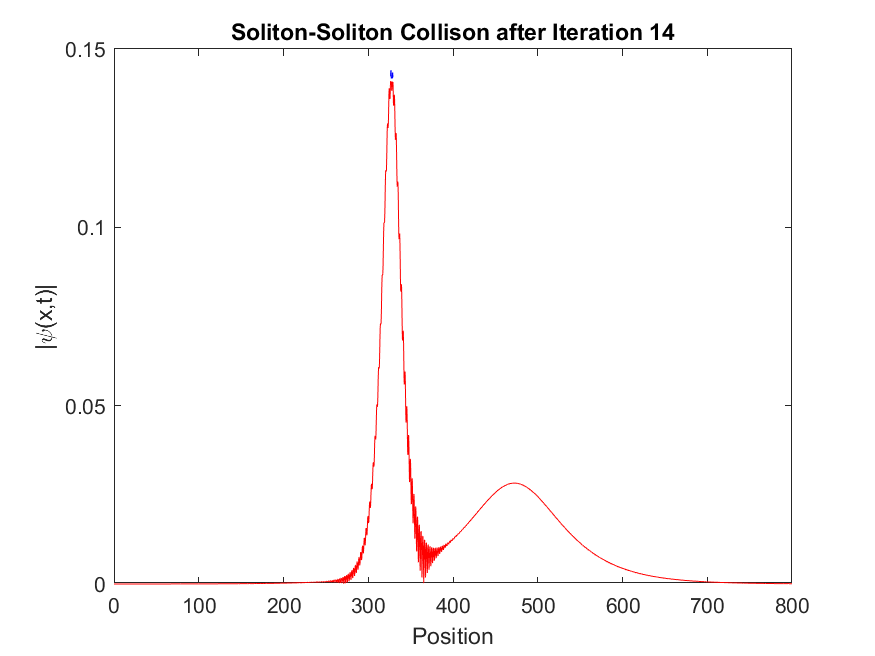 Soliton-Soliton Collison after Iteration 14
0.15
0.1
0.05
0
|ψ(x,t)|
0 100 200 300 400 500 600 700 800
Position